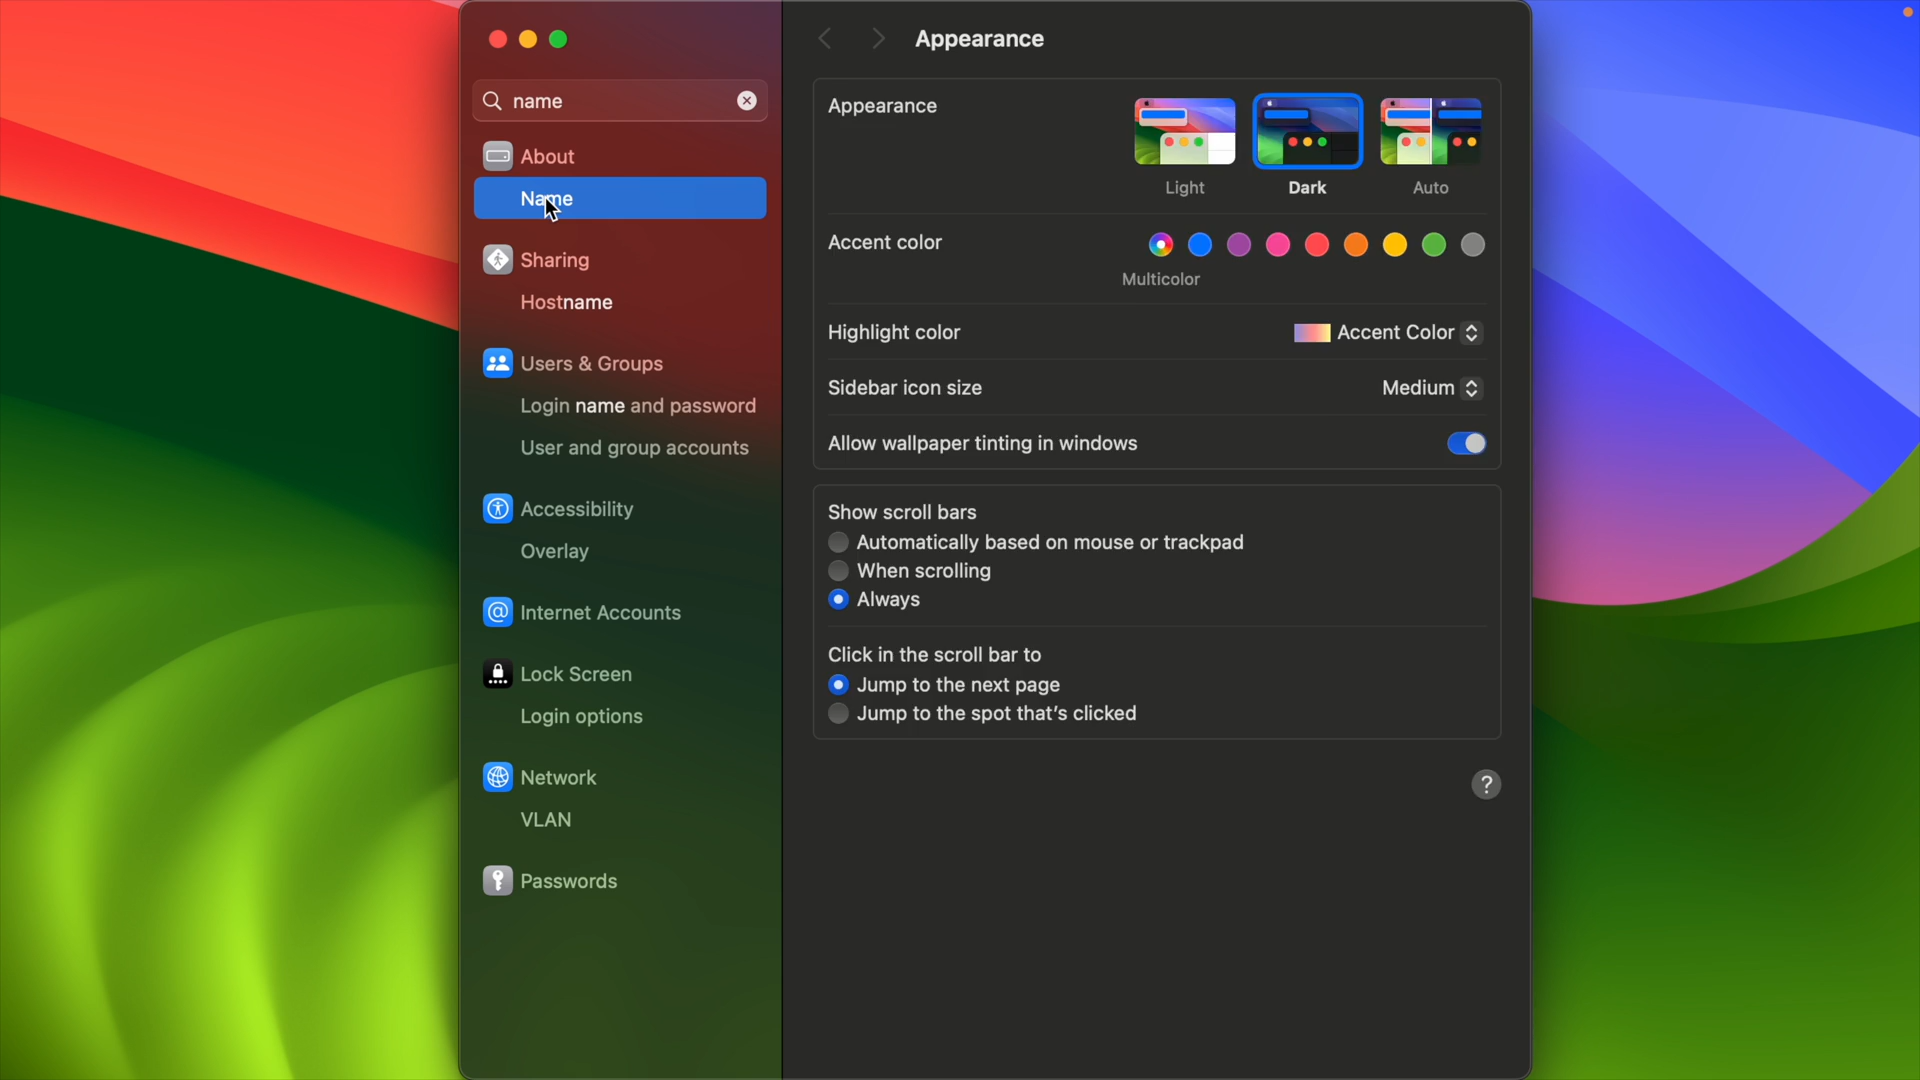 name
About
Name
Sharing
Hostname
Users & Groups
Login name and password
User and group accounts
Accessibility
Overlay
Internet Accounts
Lock Screen
Login options
Network
VLAN
Passwords
Appearance
Appearance
Light
Dark
Auto
Accent color
Multicolor
Highlight color
Accent Color
Sidebar icon size
Medium
Allow wallpaper tinting in windows
Show scroll bars
Automatically based on mouse or trackpad
When scrolling
Always
Click in the scroll bar to
Jump to the next page
Jump to the spot that's clicked
?